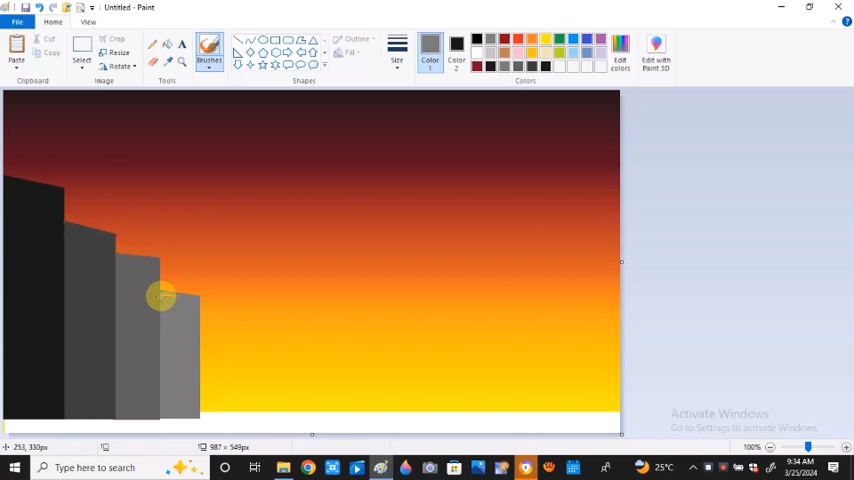 Untitled - Paint
File Home View
Paste Cut Copy Clipboard
Select Crop Resize Rotate Image
A Tools
Brushes
Shapes Outline Fill
Size
Color 1
Color 2
Edit colors
Colors
Edit with Paint 3D
Activate Windows
Go to Settings to activate Windows.
253, 330px
987 × 549px
100%
Type here to search
25°C
9:34 AM
3/25/2024